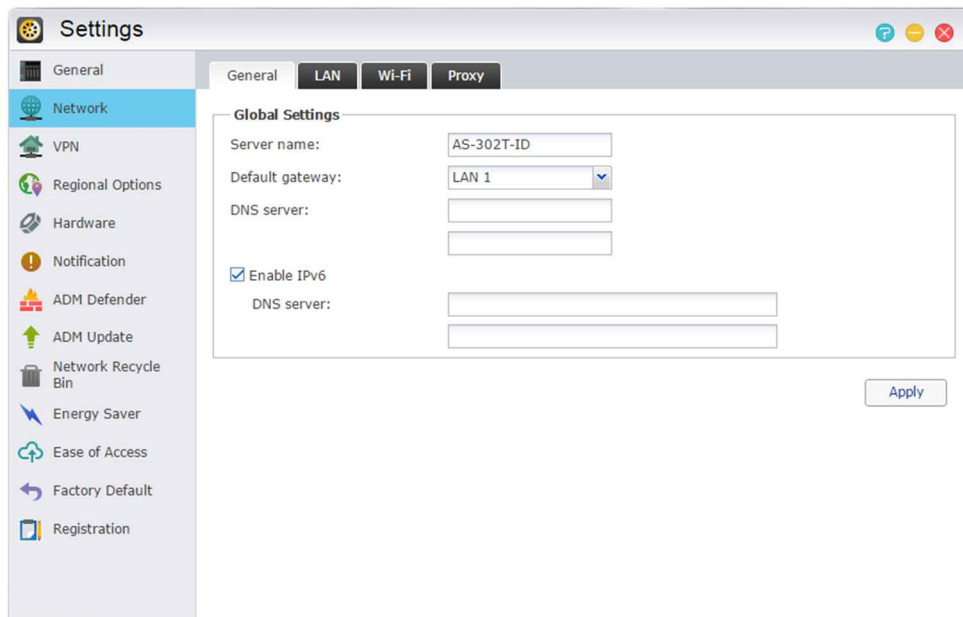 Settings
General
Network
VPN
Regional Options
Hardware
Notification
ADM Defender
ADM Update
Network Recycle
Bin
Energy Saver
Ease of Access
Factory Default
Registration
General LAN Wi-Fi Proxy
Global Settings
Server name: AS-302T-ID
Default gateway: LAN 1
DNS server:
Enable IPv6
DNS server:
Apply